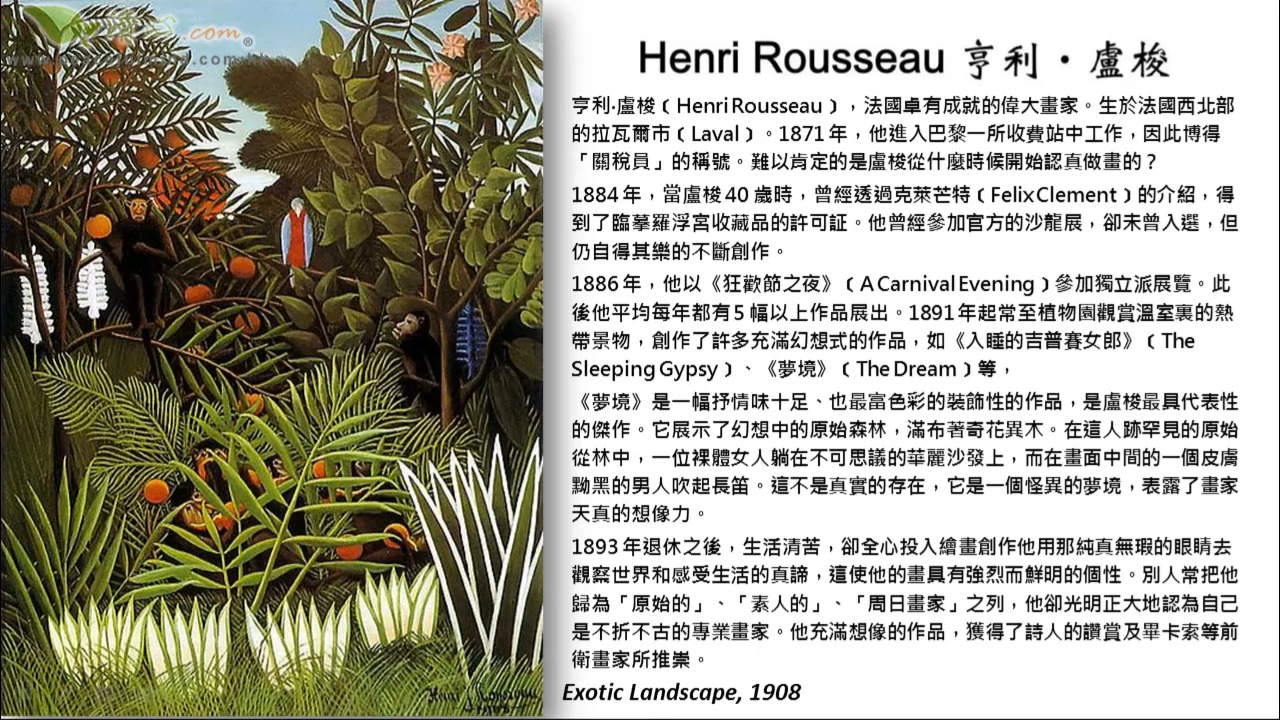 .com®
Henri Rousseau 亨利・盧梭
亨利·盧梭（Henri Rousseau），法國卓有成就的偉大畫家。生於法國西北部
的拉瓦爾市（Laval）。1871 年，他進入巴黎一所收費站中工作，因此博得
「關稅員」的稱號。難以肯定的是盧梭從什麼時候開始認真做畫的？
1884 年，當盧梭 40 歲時，曾經透過克萊芒特（Felix Clement）的介紹，得
到了臨摹羅浮宮收藏品的許可証。他曾經參加官方的沙龍展，卻未曾入選，但
仍自得其樂的不斷創作。
1886 年，他以《狂歡節之夜》（A Carnival Evening）參加獨立派展覽。此
後他平均每年都有 5 幅以上作品展出。1891 年起常至植物園觀賞溫室裏的熱
帶景物，創作了許多充滿幻想式的作品，如《入睡的吉普賽女郎》（The
Sleeping Gypsy）、《夢境》（The Dream）等，
《夢境》是一幅抒情味十足、也最富色彩的裝飾性的作品，是盧梭最具代表性
的傑作。它展示了幻想中的原始森林，滿布著奇花異木。在這人跡罕見的原始
從林中，一位裸體女人躺在不可思議的華麗沙發上，而在畫面中間的一個皮膚
黝黑的男人吹起長笛。這不是真實的存在，它是一個怪異的夢境，表露了畫家
天真的想像力。
1893 年退休之後，生活清苦，卻全心投入繪畫創作他用那純真無瑕的眼睛去
觀察世界和感受生活的真諦，這使他的畫具有強烈而鮮明的個性。別人常把他
歸為「原始的」、「素人的」、「周日畫家」之列，他卻光明正大地認為自己
是不折不古的專業畫家。他充滿想像的作品，獲得了詩人的讚賞及畢卡索等前
衛畫家所推崇。
Exotic Landscape, 1908